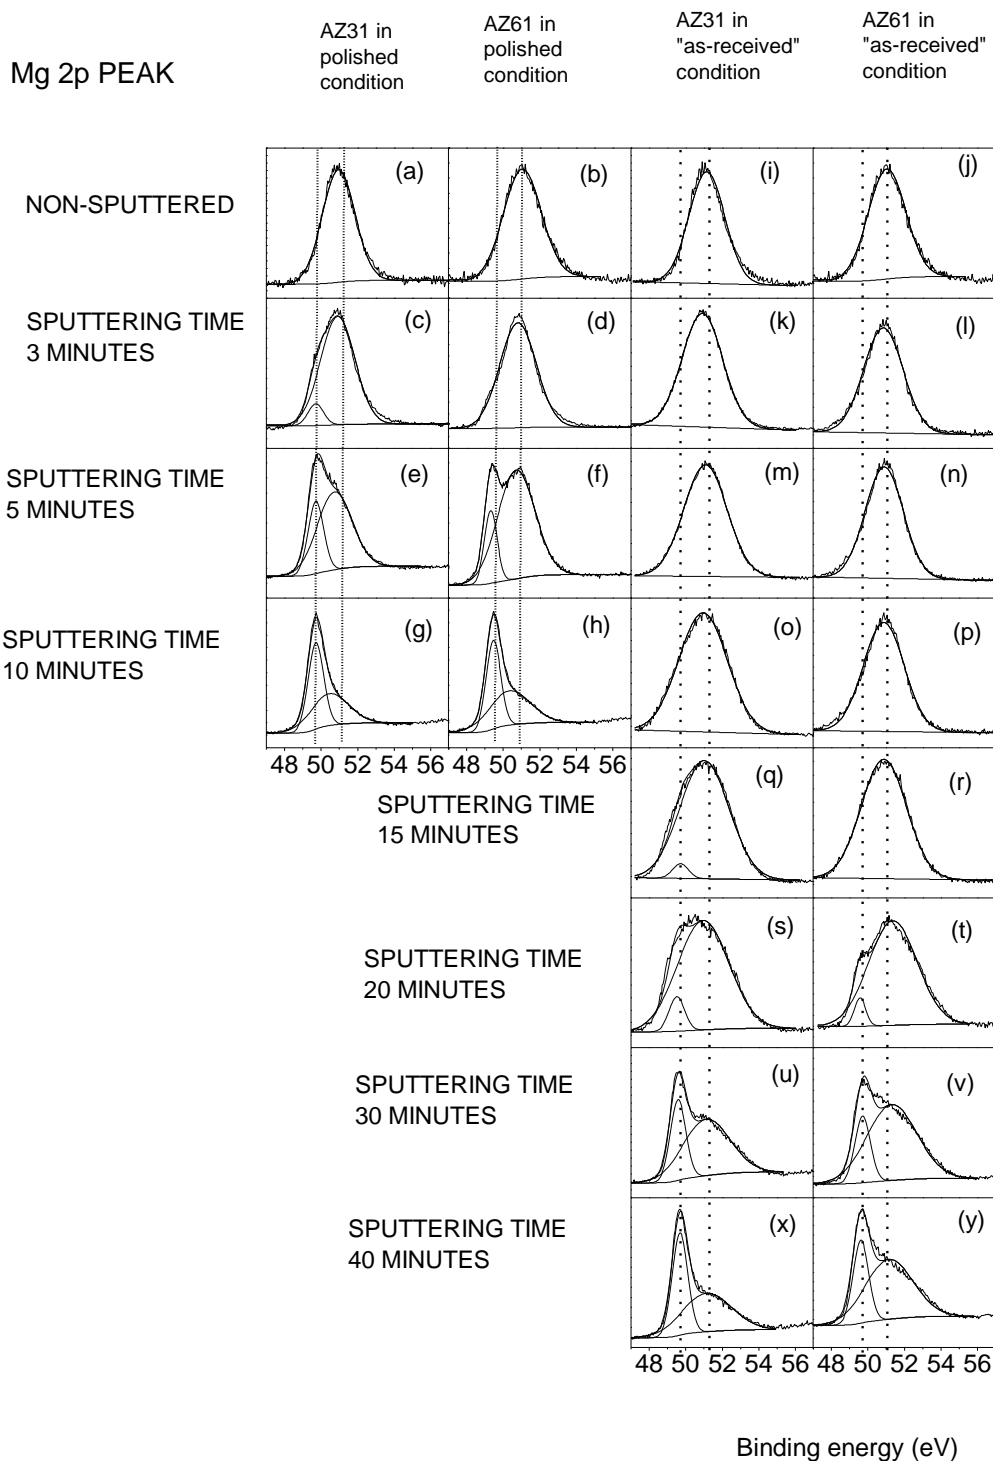 Mg 2p PEAK
AZ31 in
polished
condition
AZ61 in
polished
condition
AZ31 in
"as-received"
condition
AZ61 in
"as-received"
condition
NON-SPUTTERED
(a)
(b)
(i)
(j)
SPUTTERING TIME
3 MINUTES
(c)
(d)
(k)
(l)
SPUTTERING TIME
5 MINUTES
(e)
(f)
(m)
(n)
SPUTTERING TIME
10 MINUTES
(g)
(h)
(o)
(p)
48 50 52 54 56 48 50 52 54 56
SPUTTERING TIME
15 MINUTES
(q)
(r)
SPUTTERING TIME
20 MINUTES
(s)
(t)
SPUTTERING TIME
30 MINUTES
(u)
(v)
SPUTTERING TIME
40 MINUTES
(x)
(y)
48 50 52 54 56 48 50 52 54 56
Binding energy (eV)